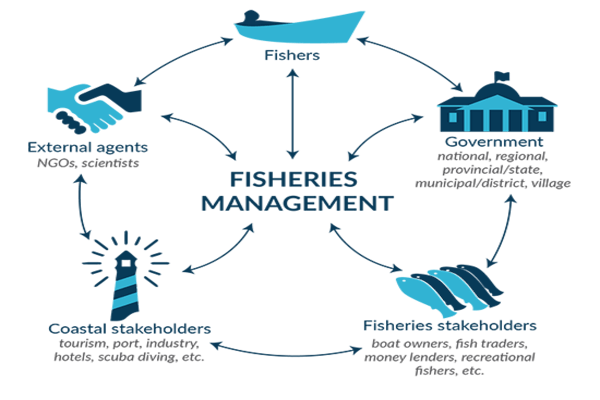 Fishers
External agents
NGOs, scientists
Government
national, regional,
provincial/state,
municipal/district, village
FISHERIES
MANAGEMENT
Coastal stakeholders
tourism, port, industry,
hotels, scuba diving, etc.
Fisheries stakeholders
boat owners, fish traders,
money lenders, recreational
fishers, etc.